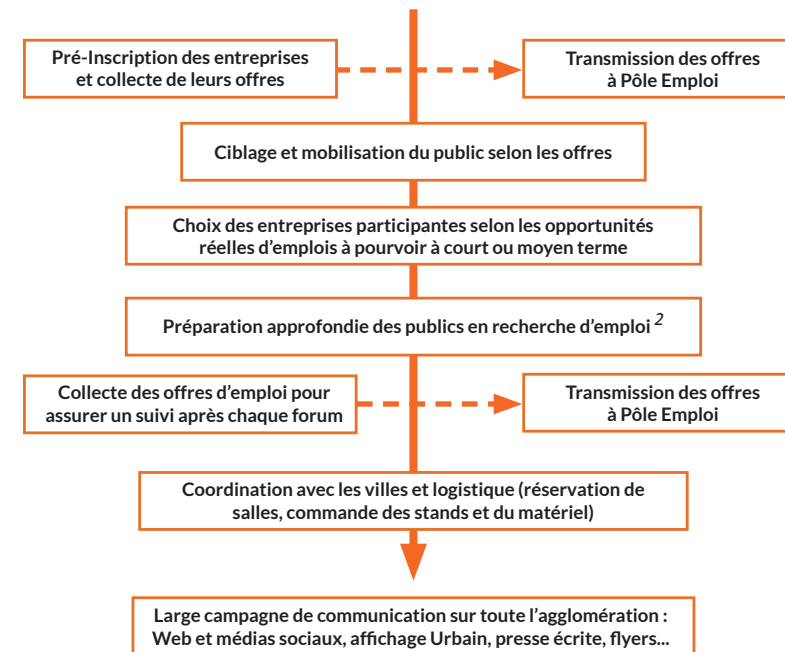 Pré-Inscription des entreprises
et collecte de leurs offres
Transmission des offres
à Pôle Emploi
Ciblage et mobilisation du public selon les offres
Choix des entreprises participantes selon les opportunités
réelles d'emplois à pourvoir à court ou moyen terme
Préparation approfondie des publics en recherche d'emploi 2
Collecte des offres d'emploi pour
assurer un suivi après chaque forum
Transmission des offres
à Pôle Emploi
Coordination avec les villes et logistique (réservation de
salles, commande des stands et du matériel)
Large campagne de communication sur toute l'agglomération :
Web et médias sociaux, affichage Urbain, presse écrite, flyers...